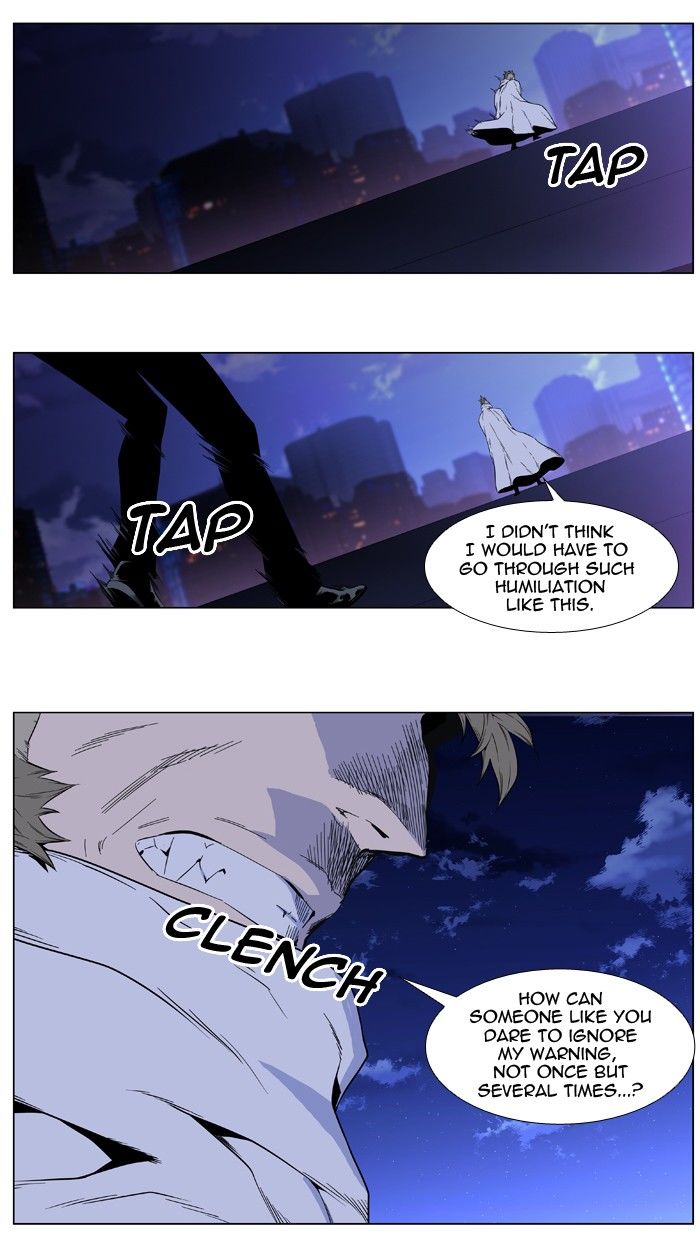 TAP
TAP
I DIDN'T THINK
I WOULD HAVE TO
GO THROUGH SUCH
HUMILIATION
LIKE THIS.
CLENCH
HOW CAN
SOMEONE LIKE YOU
DARE TO IGNORE
MY WARNING,
NOT ONCE BUT
SEVERAL TIMES...?